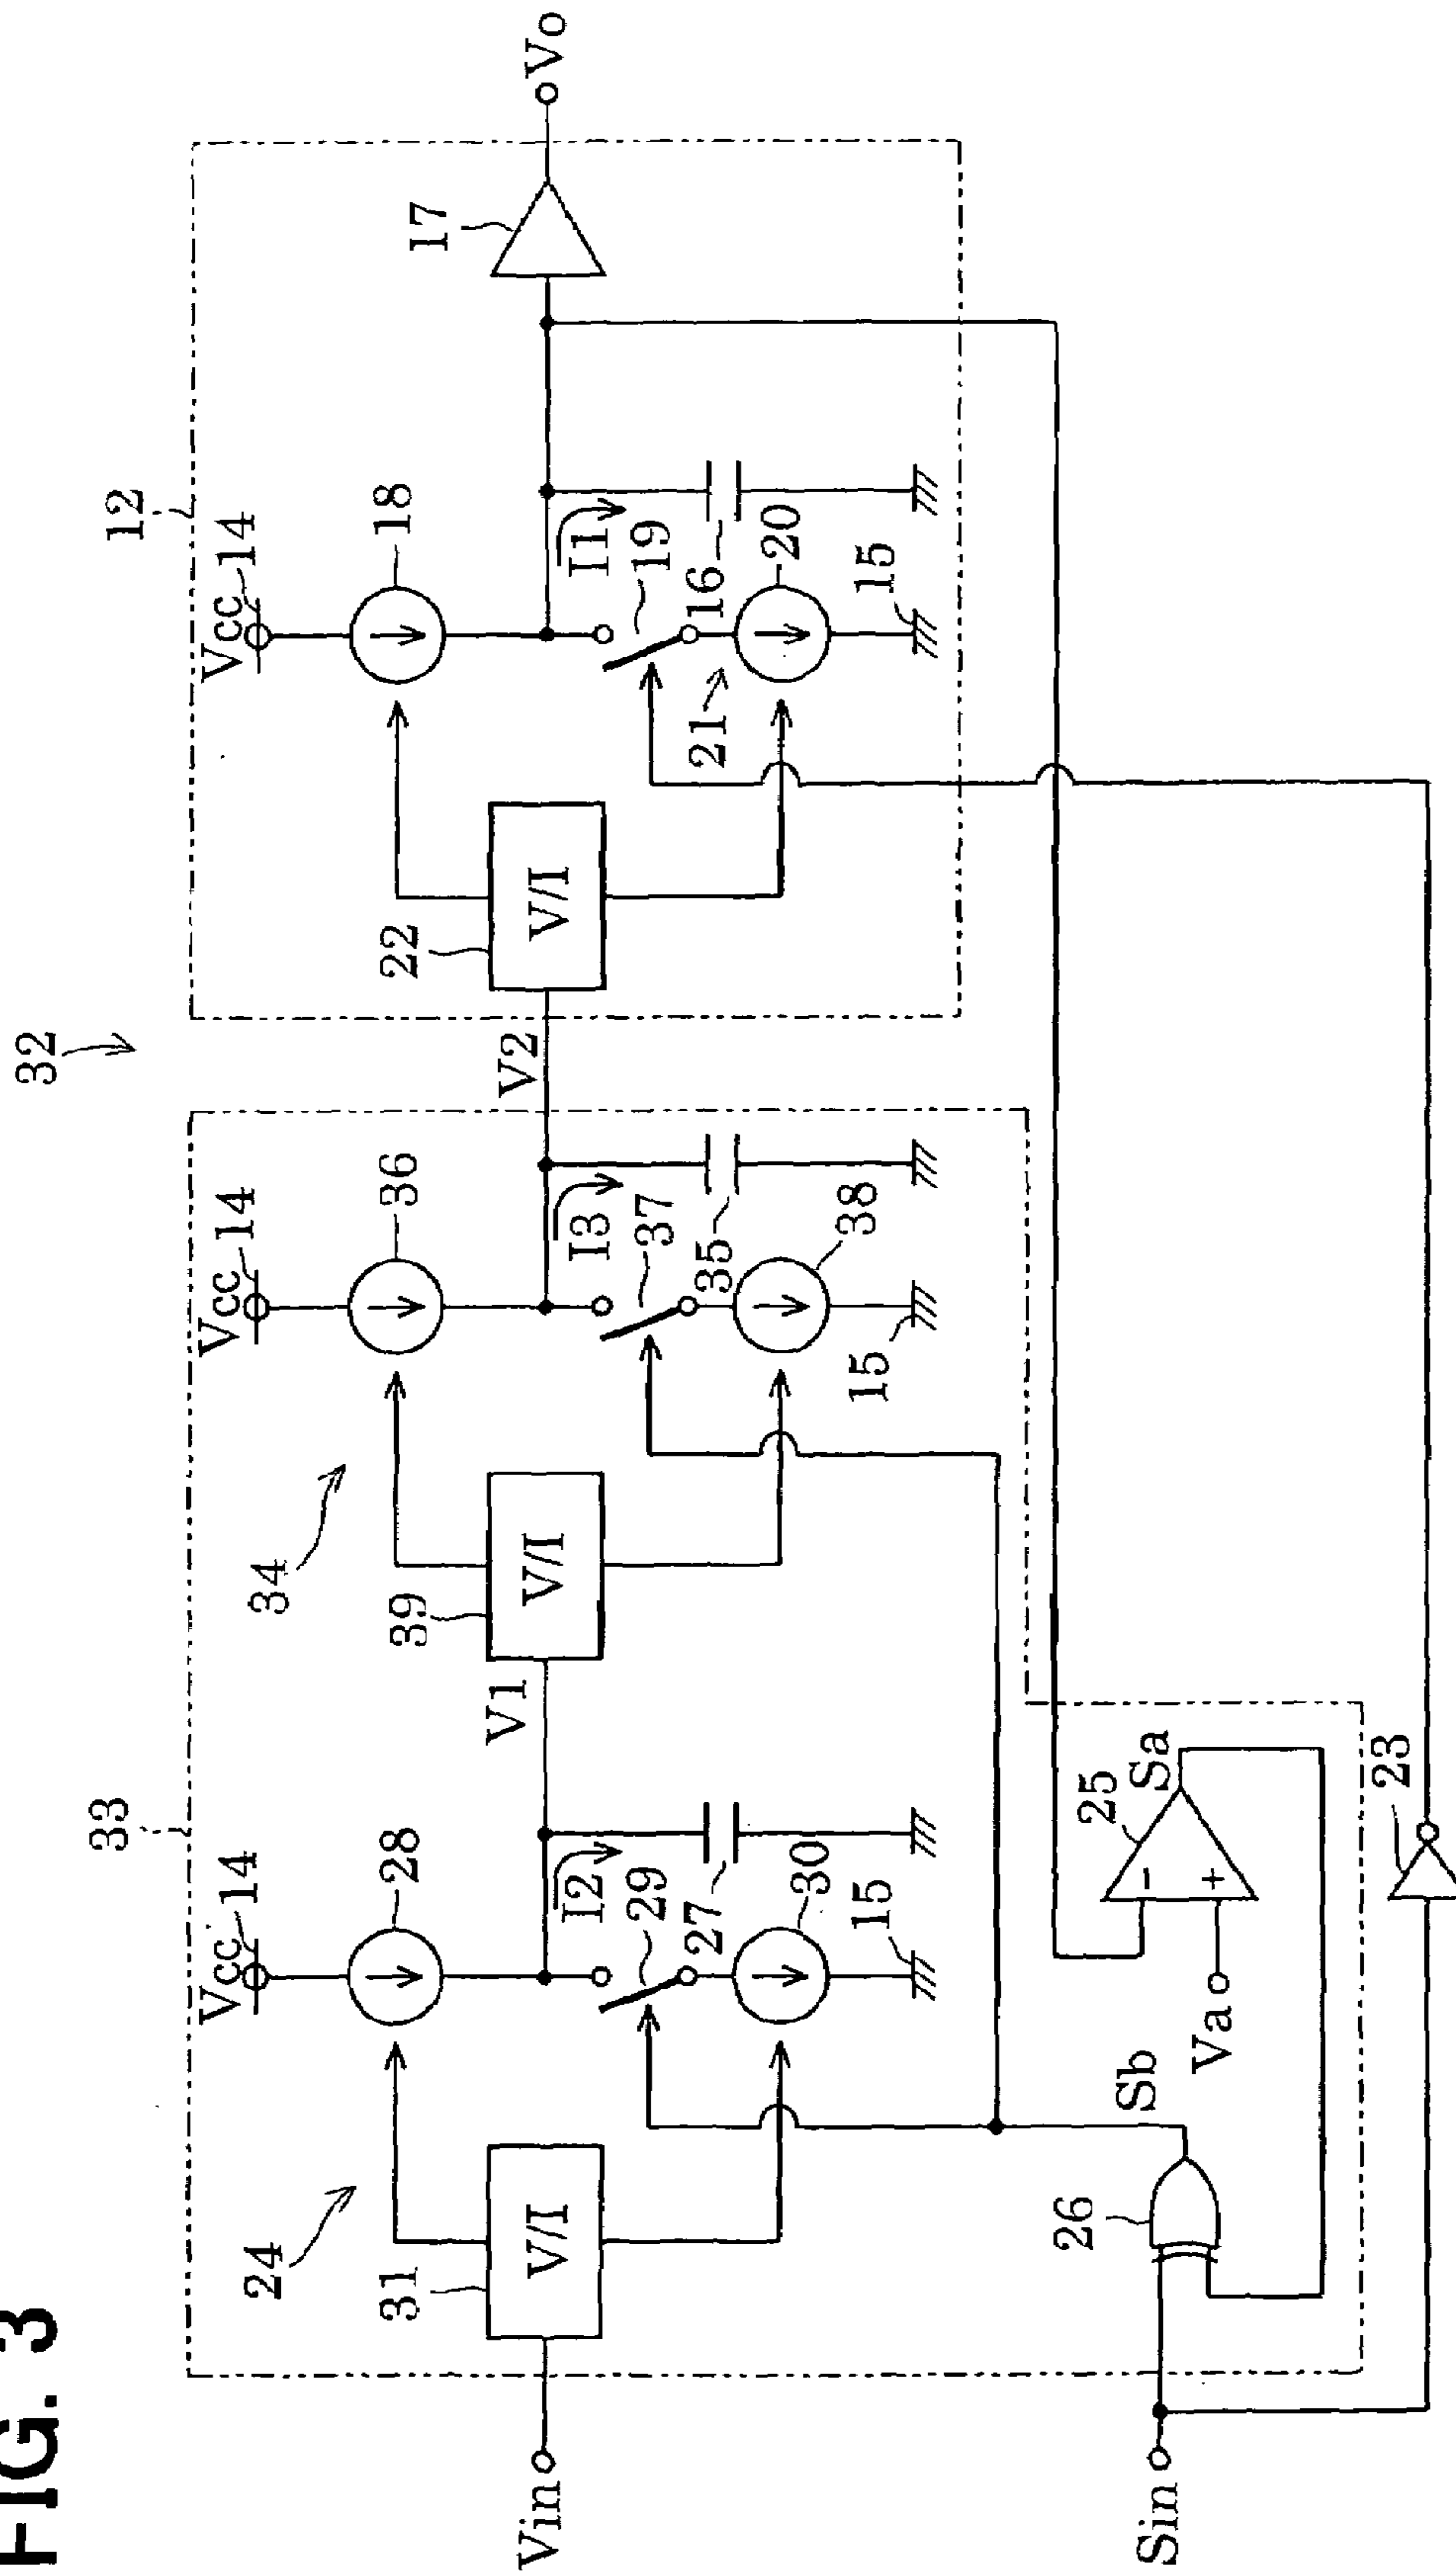 FIG. 3
32
33
12
Vcc 14
Vcc 14
Vcc 14
24
28
34
36
18
Vin
31
V/I
V1
39
V/I
V2
22
V/I
17
Vo
I2
29
27
30
15
I3
37
35
38
15
I1
19
16
21
20
15
Sin
26
Sb
Va
25
-
+
Sa
23